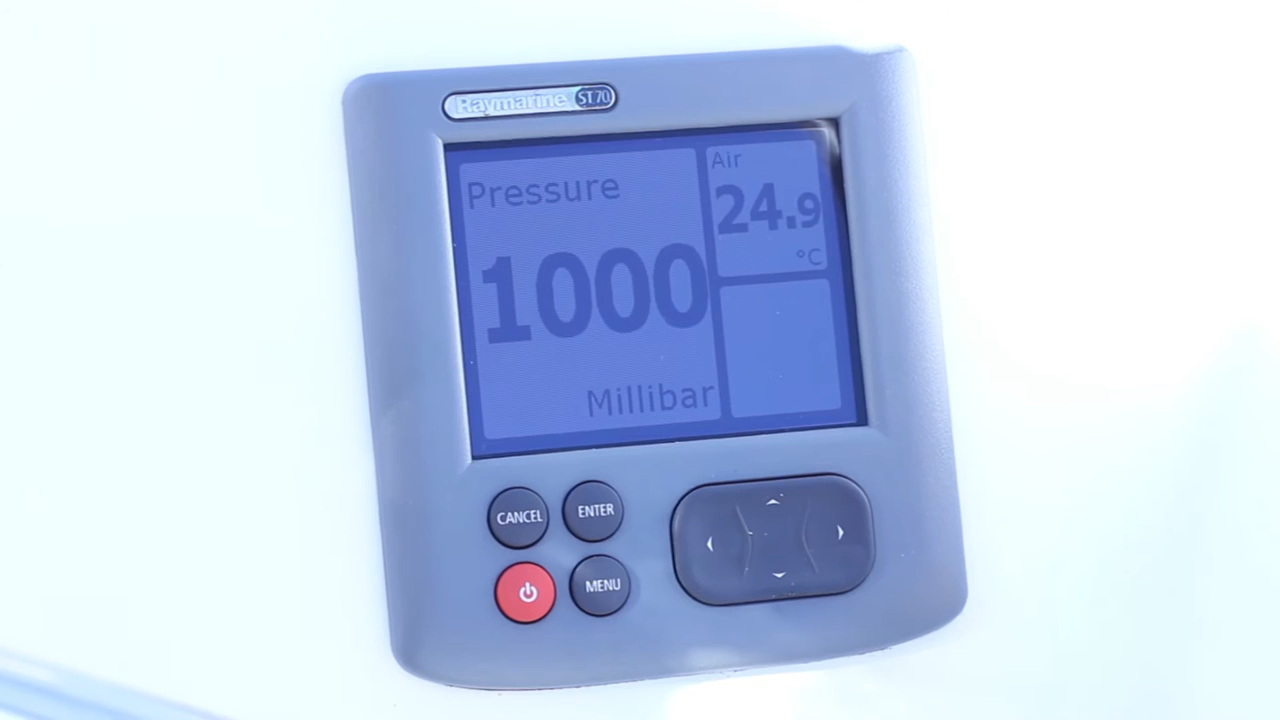 Raymarine ST70
Pressure
1000
Millibar
Air
24.9
°C
CANCEL
ENTER
MENU